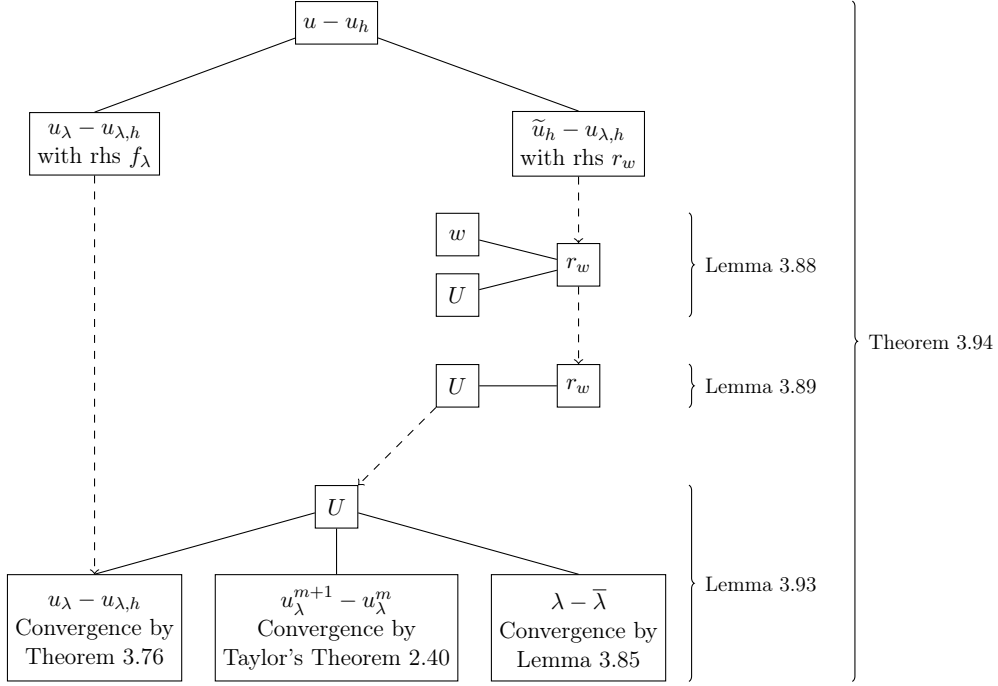 u − u_h
u_λ − u_{λ,h}
with rhs f_λ
ũ_h − u_{λ,h}
with rhs r_w
w
U
r_w
Lemma 3.88
Theorem 3.94
U
r_w
Lemma 3.89
U
u_λ − u_{λ,h}
Convergence by
Theorem 3.76
u_λ^{m+1} − u_λ^m
Convergence by
Taylor's Theorem 2.40
λ − λ̅
Convergence by
Lemma 3.85
Lemma 3.93